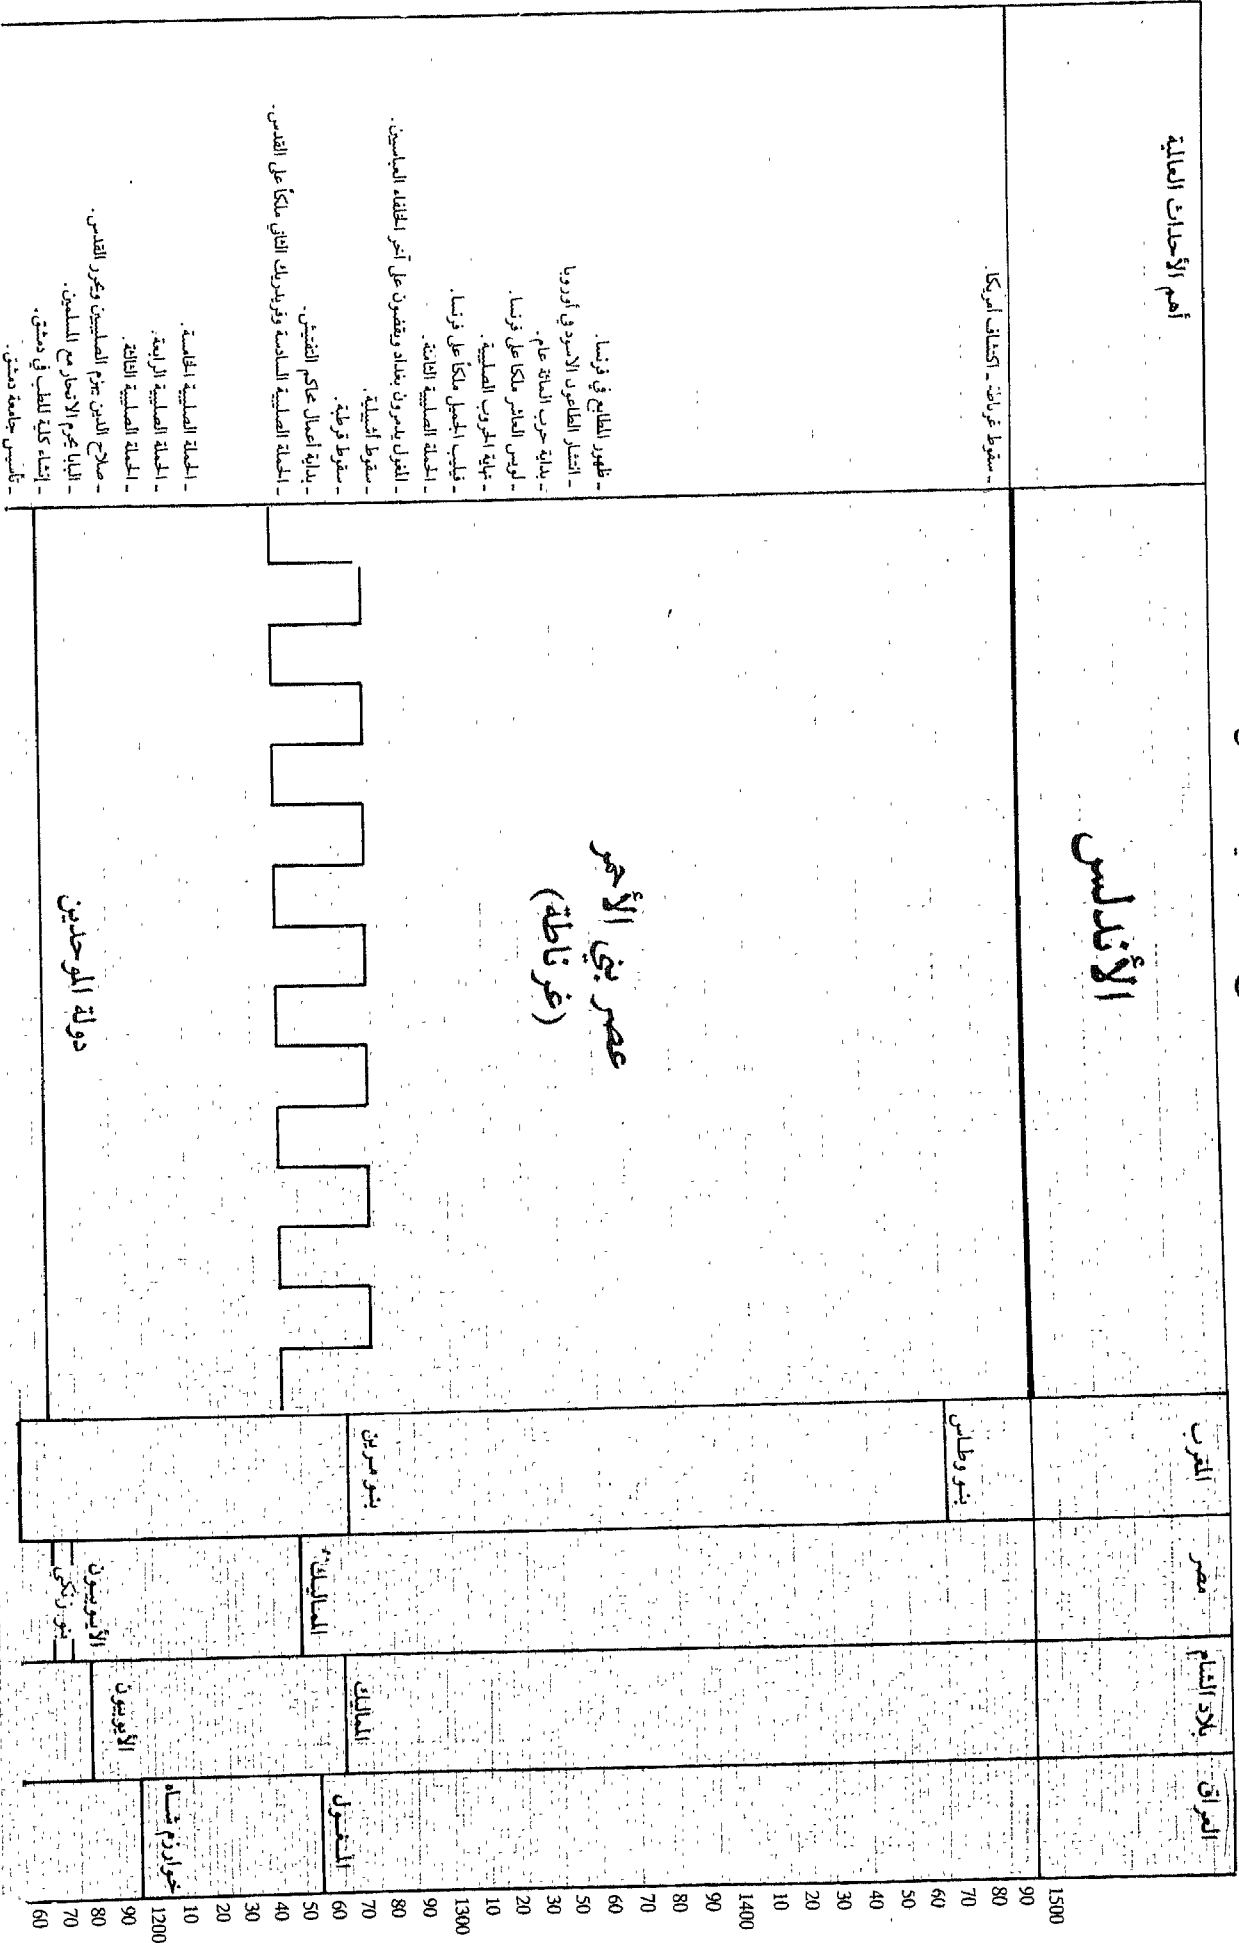 أهم الأحداث العالمية
ـ سقوط غرناطة ـ اكتشاف أمريكا.
ـ ظهور المطابع في فرنسا.
ـ انتشار الطاعون الاسود في أوروبا
ـ بداية حرب المائة عام.
ـ لويس العاشر ملكا على فرنسا.
ـ نهاية الحروب الصليبية.
ـ فيليب الجميل ملكاً على فرنسا.
ـ الحملة الصليبية الثامنة.
ـ المغول يدمرون بغداد ويقضون على آخر الخلفاء العباسيين.
ـ سقوط أشبيلية.
ـ سقوط قرطبة.
ـ بداية أعمال محاكم التفتيش.
ـ الحملة الصليبية السادسة وفريدريك الثاني ملكاً على القدس.
ـ الحملة الصليبية الخامسة.
ـ الحملة الصليبية الرابعة.
ـ الحملة الصليبية الثالثة.
ـ صلاح الدين يهزم الصليبيين ويحرر القدس.
ـ البابا يحرم الاتجار مع المسلمين.
ـ إنشاء كلية للطب في دمشق.
ـ تأسيس جامعة دمشق.
الأندلس
عصر بني الأحمر
(غرناطة)
دولة الموحدين
المغرب
بنو وطاس
بنو مرين
مصر
المماليك
الأيوبيون
بنو زنكي
بلاد الشام
المماليك
الأيوبيون
العراق
المغول
خوارزم شاه
1500
90
80
70
60
50
40
30
20
10
1400
90
80
70
60
50
40
30
20
10
1300
90
80
70
60
50
40
30
20
10
1200
90
80
70
60